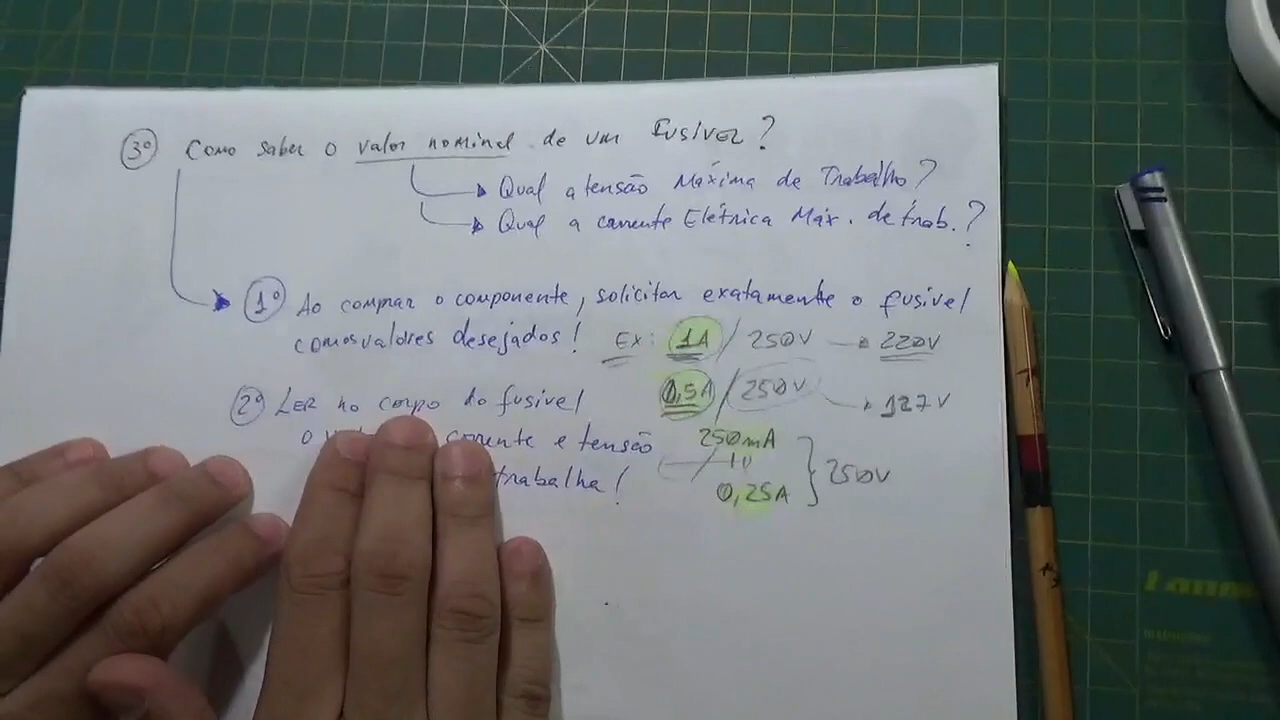 3º Como saber o valor nominal de um Fusível?
Qual a tensão Máxima de Trabalho?
Qual a corrente Elétrica Máx. de trab.?
1º Ao comprar o componente, solicitar exatamente o fusível
com os valores desejados! Ex: 1A / 250V 220V
2º Ler no corpo do fusível 0,5A / 250V 127V
o corrente e tensão 250mA
trabalha! 0,25A } 250V